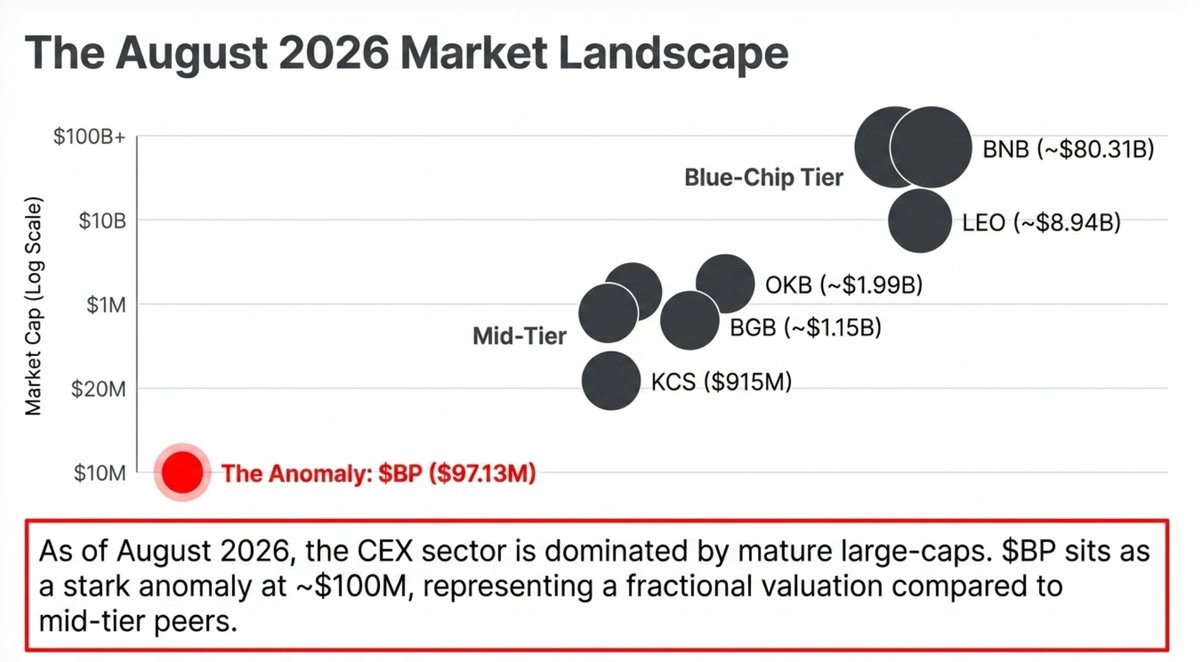 The August 2026 Market Landscape
Market Cap (Log Scale)
$100B+
$10B
$1M
$20M
$10M
Blue-Chip Tier
BNB (~$80.31B)
LEO (~$8.94B)
OKB (~$1.99B)
BGB (~$1.15B)
Mid-Tier
KCS ($915M)
The Anomaly: $BP ($97.13M)
As of August 2026, the CEX sector is dominated by mature large-caps. $BP sits as
a stark anomaly at ~$100M, representing a fractional valuation compared to
mid-tier peers.